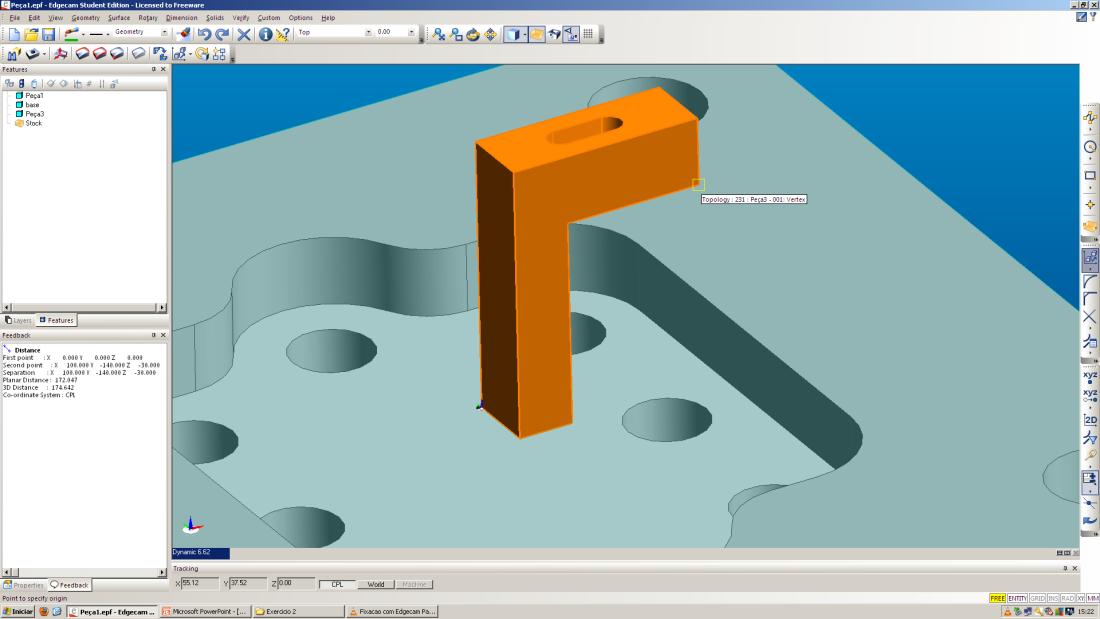 Peça1.epf - Edgecam Student Edition - Licensed to Freeware
File Edit View Geometry Surface Rotary Dimension Solids Verify Custom Options Help
Geometry Top 0.00
Features
Peça1
base
Peça3
Stock
Topology : 231 : Peça3 - 001: Vertex
Layers Features
Feedback
Distance
First point : X 0.000 Y 0.000 Z 0.000
Second point : X 100.000 Y -140.000 Z -30.000
Separation : X 100.000 Y -140.000 Z -30.000
Planar Distance : 172.047
3D Distance : 174.642
Co-ordinate System : CPL
xyz
xyz
2D
Dynamic 6.62
Tracking
X 55.12 Y 37.52 Z 0.00 CPL World Machine
Properties Feedback
Point to specify origin
FREE ENTITY GRID INS RAD XY MM
Iniciar Peça1.epf - Edgecam ... Microsoft PowerPoint - [... Exercicio 2 Fixacao com Edgecam Pa... 15:22